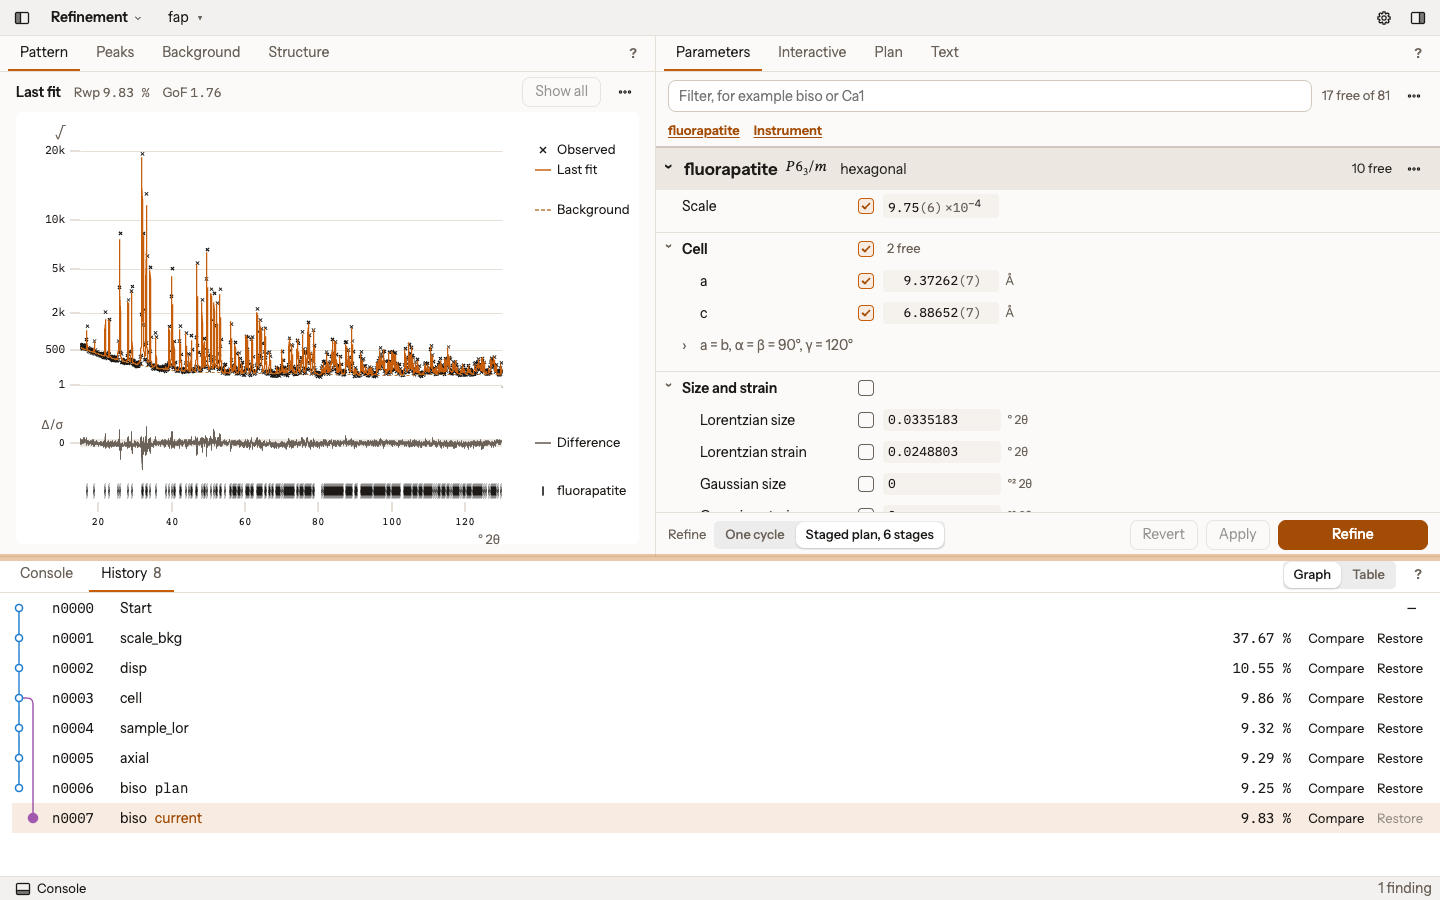 Refinement fap
Pattern Peaks Background Structure ?
Last fit Rwp 9.83 % GoF 1.76 Show all
√
20k
10k
5k
2k
500
1
Δ/σ
0
20 40 60 80 100 120
°2θ
Observed
Last fit
Background
Difference
fluorapatite
Parameters Interactive Plan Text ?
Filter, for example biso or Ca1 17 free of 81
fluorapatite Instrument
fluorapatite P6₃/m hexagonal 10 free
Scale 9.75(6) ×10⁻⁴
Cell 2 free
a 9.37262(7) Å
c 6.88652(7) Å
a = b, α = β = 90°, γ = 120°
Size and strain
Lorentzian size 0.0335183 °2θ
Lorentzian strain 0.0248803 °2θ
Gaussian size 0 °² 2θ
Refine One cycle Staged plan, 6 stages Revert Apply Refine
Console History 8 Graph Table ?
n0000 Start –
n0001 scale_bkg 37.67 % Compare Restore
n0002 disp 10.55 % Compare Restore
n0003 cell 9.86 % Compare Restore
n0004 sample_lor 9.32 % Compare Restore
n0005 axial 9.29 % Compare Restore
n0006 biso plan 9.25 % Compare Restore
n0007 biso current 9.83 % Compare Restore
Console 1 finding